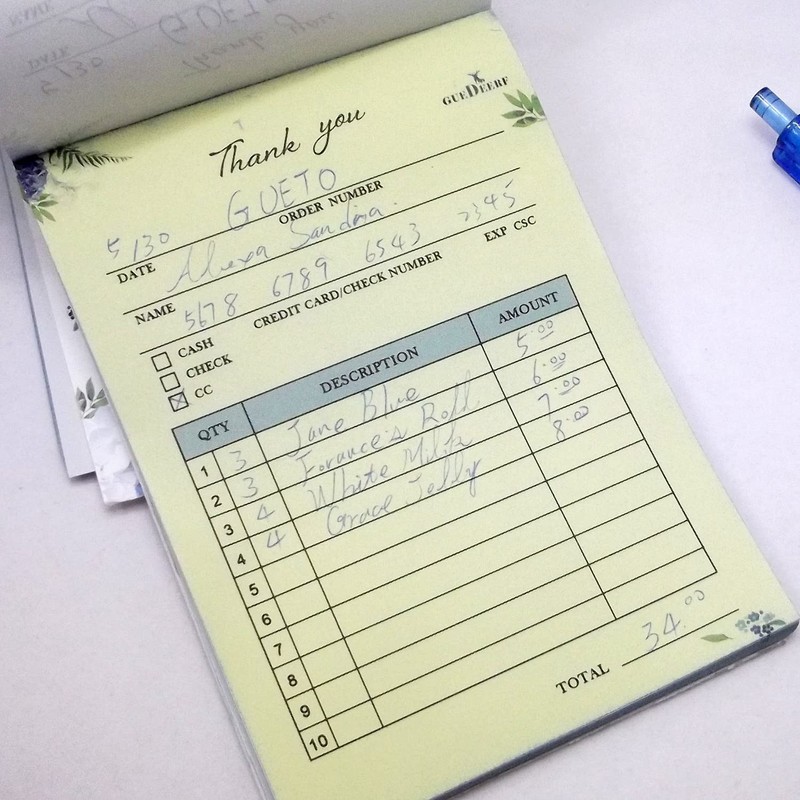 GUEDEERF
Thank you
5/30 GUETO
DATE ORDER NUMBER
Alexa Sandra.
NAME
5678 6789 6543 2345
CREDIT CARD/CHECK NUMBER EXP CSC
CASH
CHECK
CC
QTY DESCRIPTION AMOUNT
1 3 Jane Blue 5.00
2 3 Forance's Roll 6.00
3 4 White Milk 7.00
4 4 Grace Jelly 8.00
5
6
7
8
9
10
TOTAL 34.00